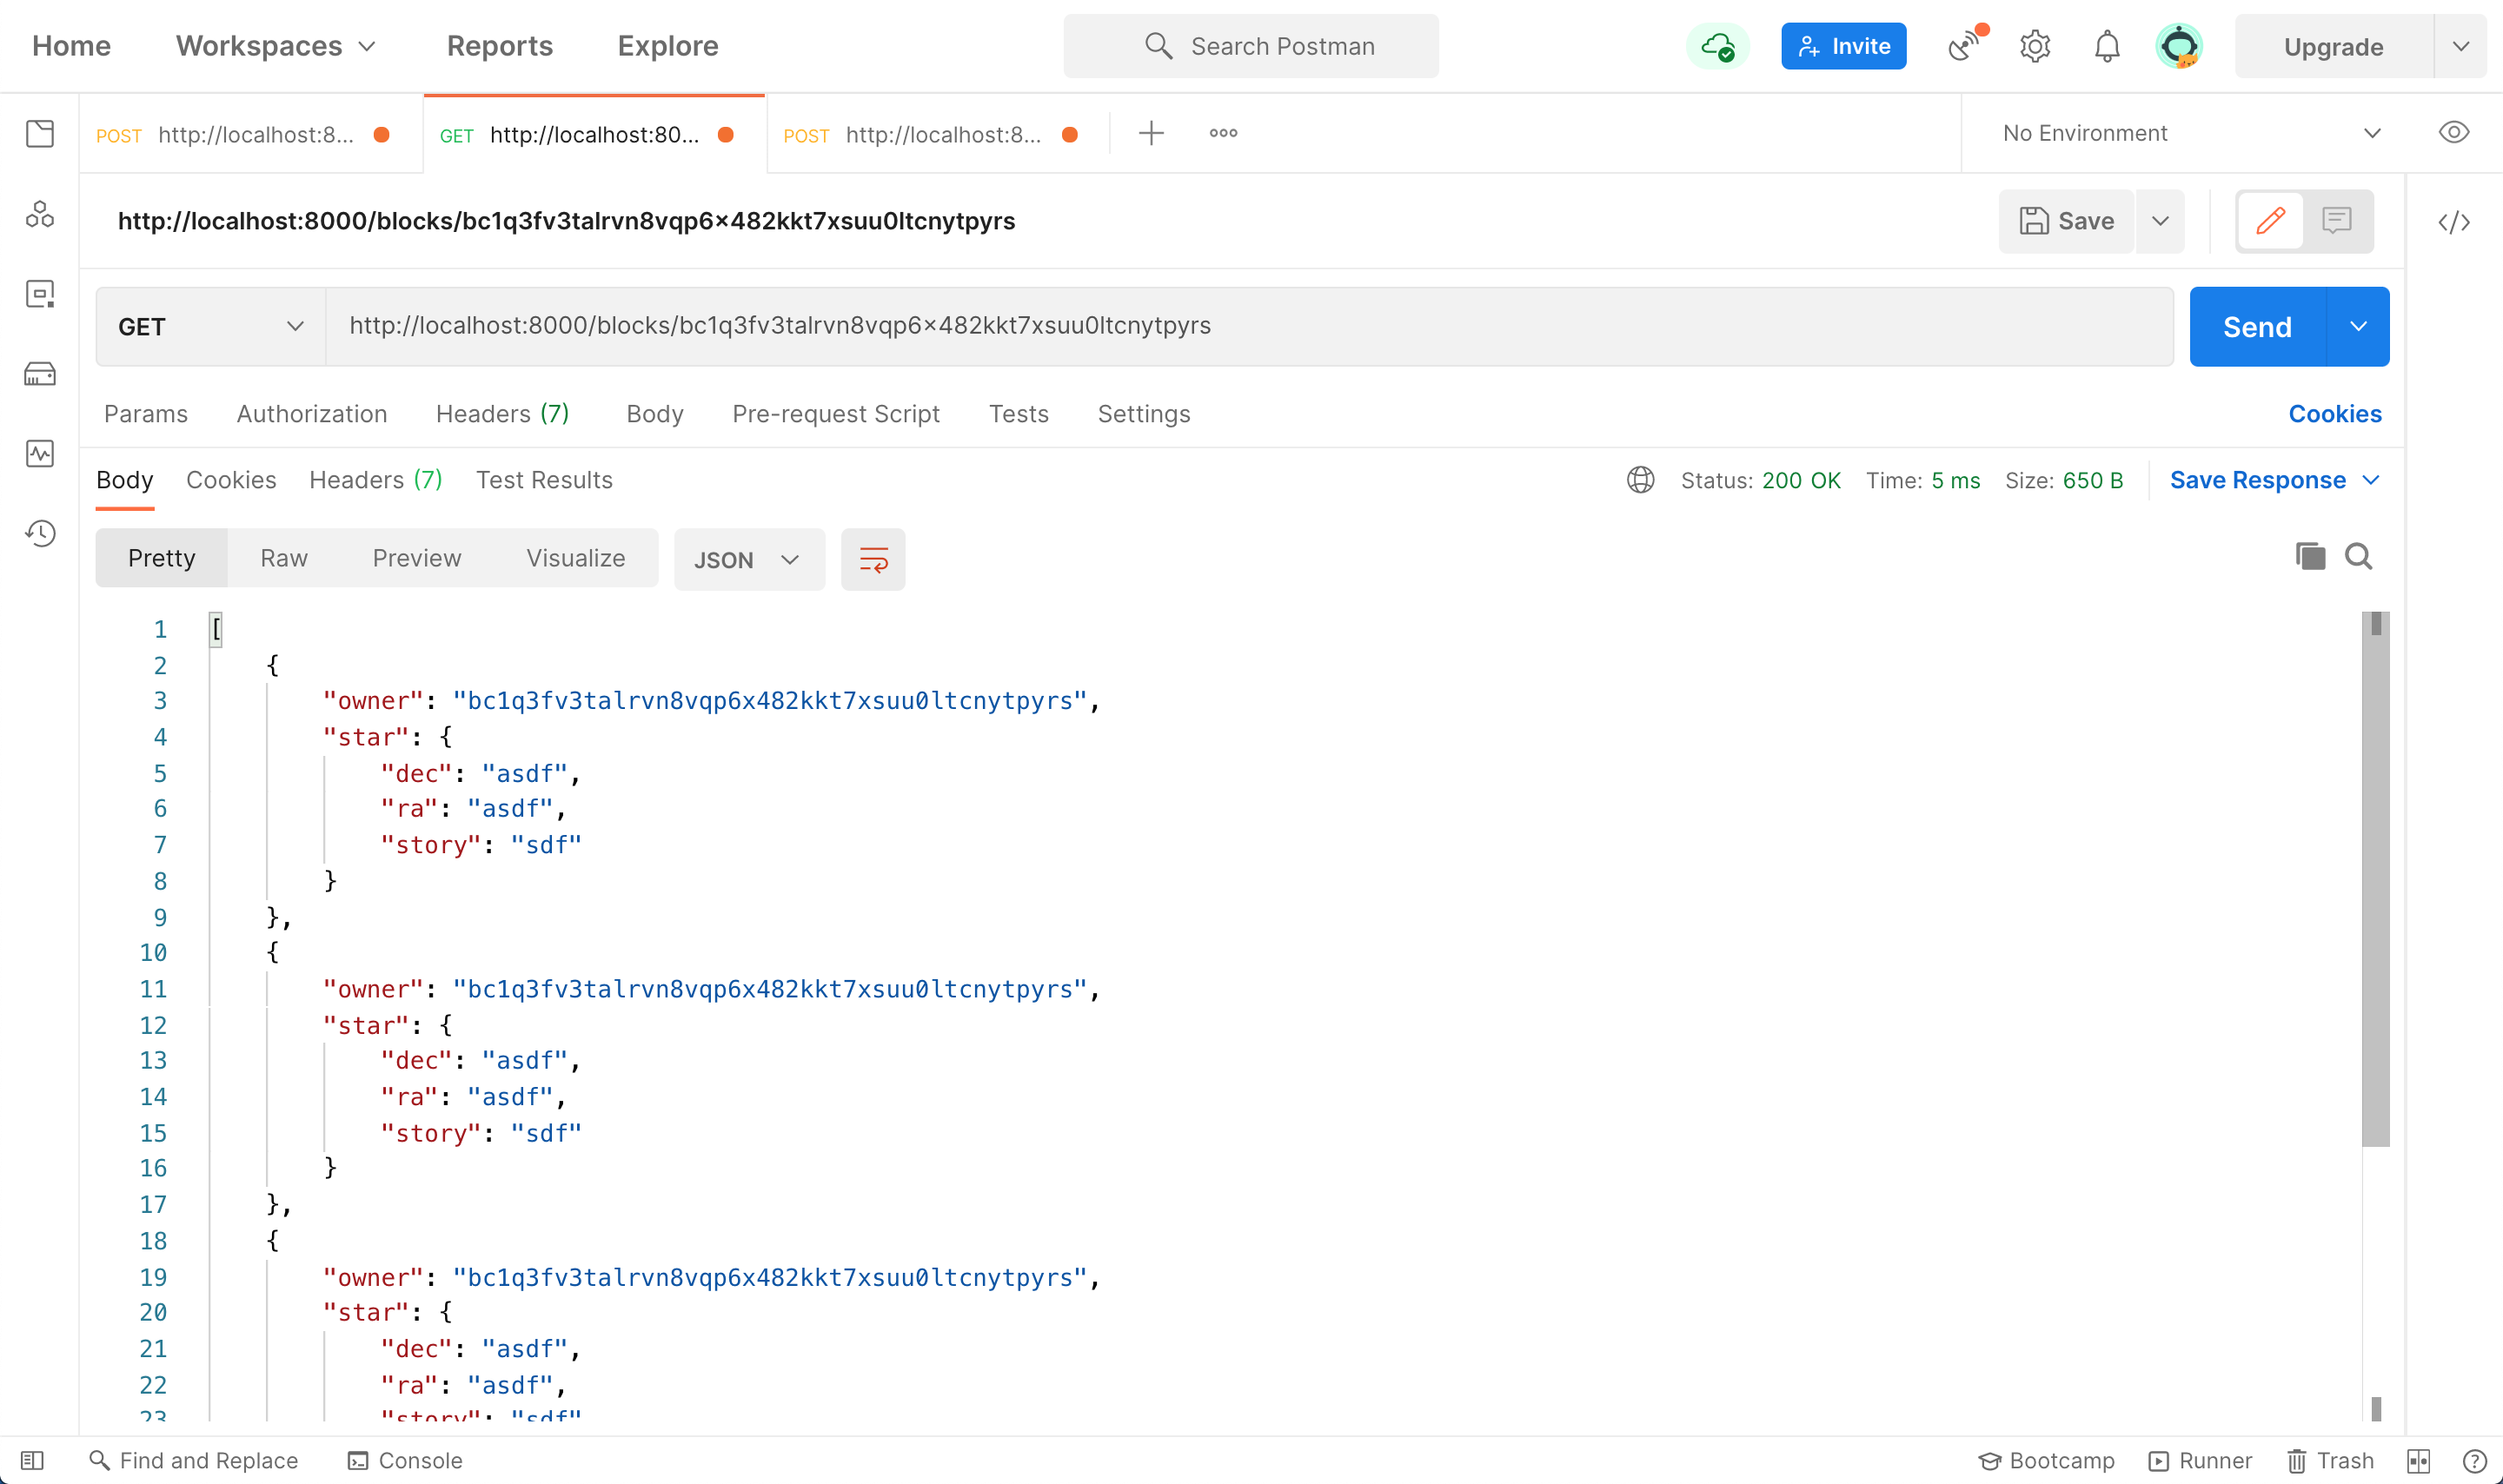 Home Workspaces Reports Explore Search Postman Invite Upgrade
POST http://localhost:8... GET http://localhost:80... POST http://localhost:8... No Environment
http://localhost:8000/blocks/bc1q3fv3talrvn8vqp6x482kkt7xsuu0ltcnytpyrs Save
GET http://localhost:8000/blocks/bc1q3fv3talrvn8vqp6x482kkt7xsuu0ltcnytpyrs Send
Params Authorization Headers (7) Body Pre-request Script Tests Settings Cookies
Body Cookies Headers (7) Test Results Status: 200 OK Time: 5 ms Size: 650 B Save Response
Pretty Raw Preview Visualize JSON
1 [
2 {
3 "owner": "bc1q3fv3talrvn8vqp6x482kkt7xsuu0ltcnytpyrs",
4 "star": {
5 "dec": "asdf",
6 "ra": "asdf",
7 "story": "sdf"
8 }
9 },
10 {
11 "owner": "bc1q3fv3talrvn8vqp6x482kkt7xsuu0ltcnytpyrs",
12 "star": {
13 "dec": "asdf",
14 "ra": "asdf",
15 "story": "sdf"
16 }
17 },
18 {
19 "owner": "bc1q3fv3talrvn8vqp6x482kkt7xsuu0ltcnytpyrs",
20 "star": {
21 "dec": "asdf",
22 "ra": "asdf",
23 "story": "sdf"
Find and Replace Console Bootcamp Runner Trash